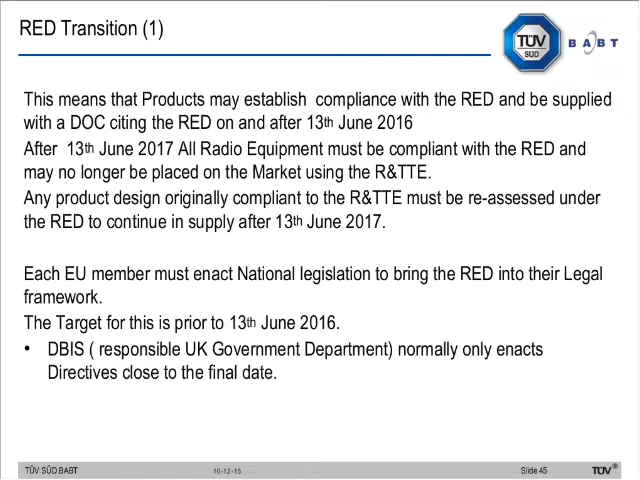 RED Transition (1)
TÜV
SÜD
BABT
This means that Products may establish  compliance with the RED and be supplied
with a DOC citing the RED on and after 13th June 2016
After  13th June 2017 All Radio Equipment must be compliant with the RED and
may no longer be placed on the Market using the R&TTE.
Any product design originally compliant to the R&TTE must be re-assessed under
the RED to continue in supply after 13th June 2017.
Each EU member must enact National legislation to bring the RED into their Legal
framework.
The Target for this is prior to 13th June 2016.
• DBIS ( responsible UK Government Department) normally only enacts
Directives close to the final date.
TÜV SÜD BABT 10-12-15 Slide 45 TÜV®